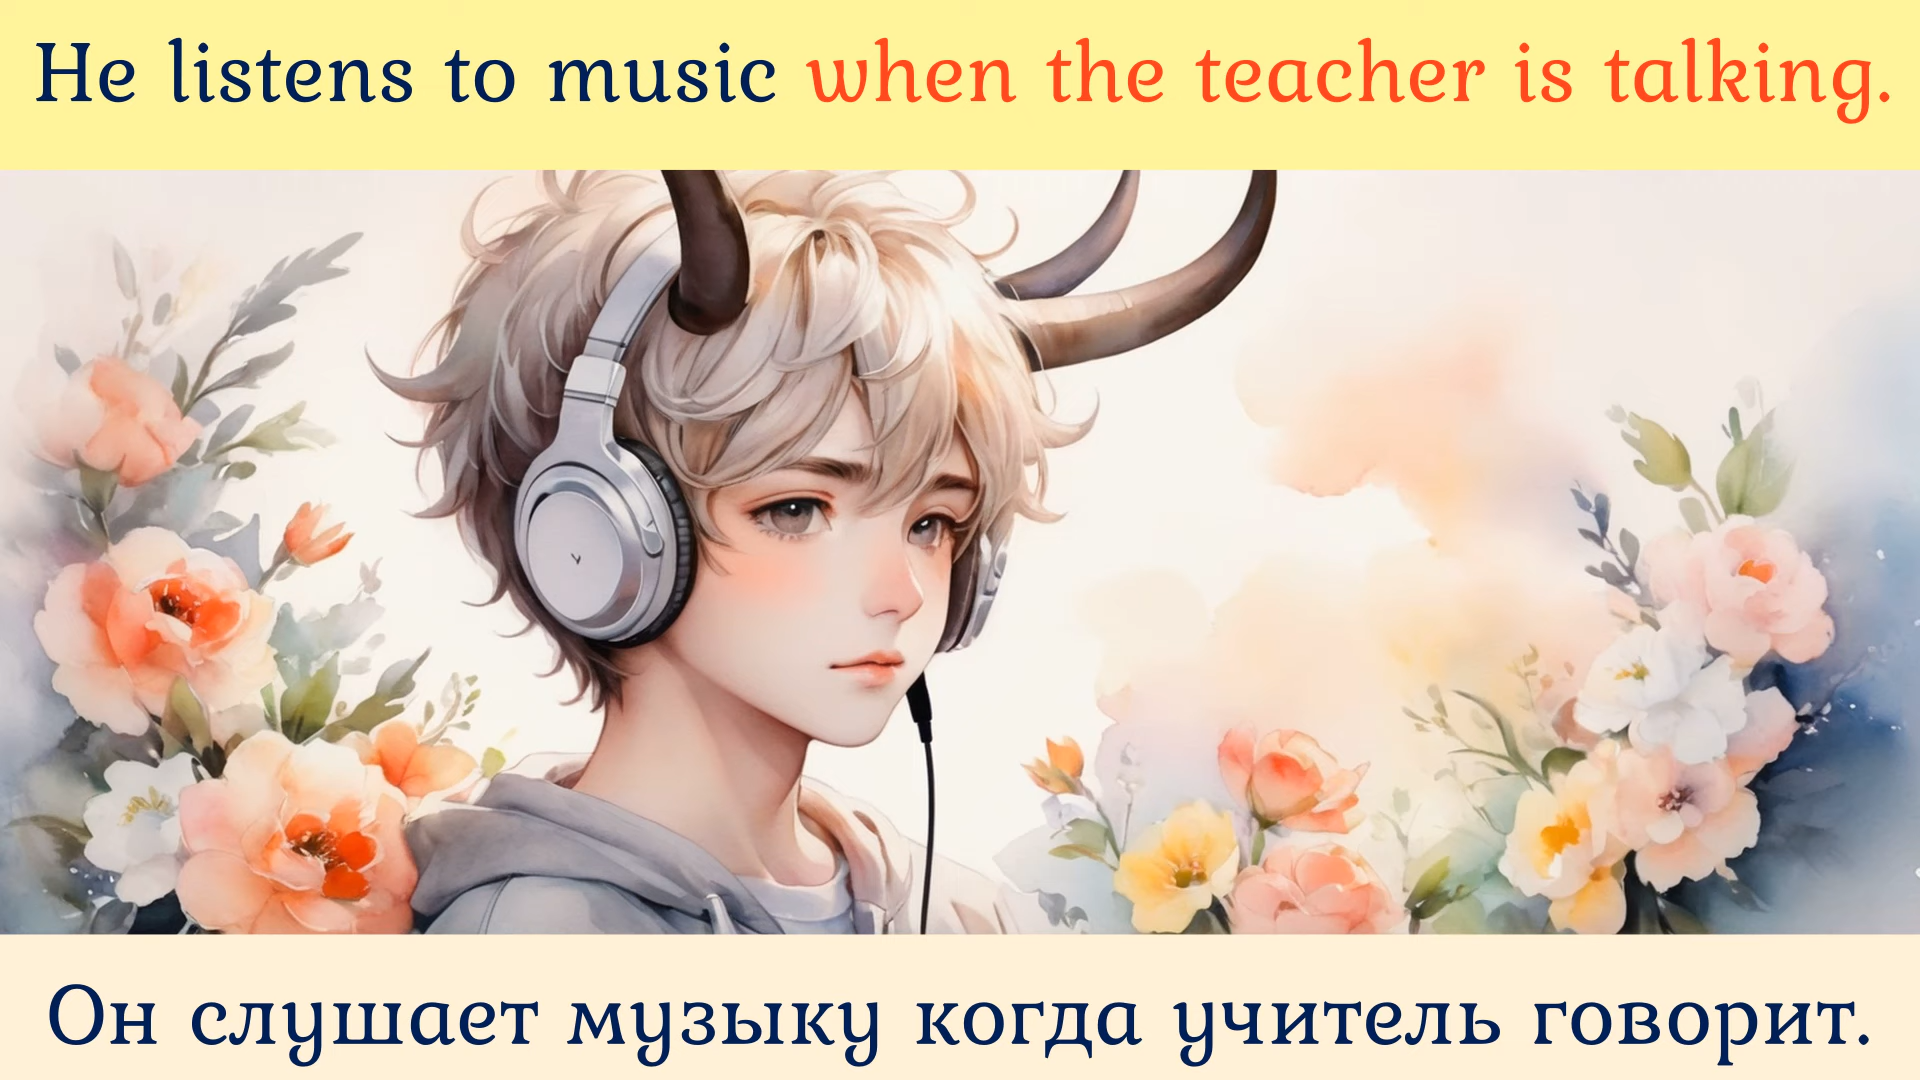 He listens to music when the teacher is talking.
Он слушает музыку когда учитель говорит.